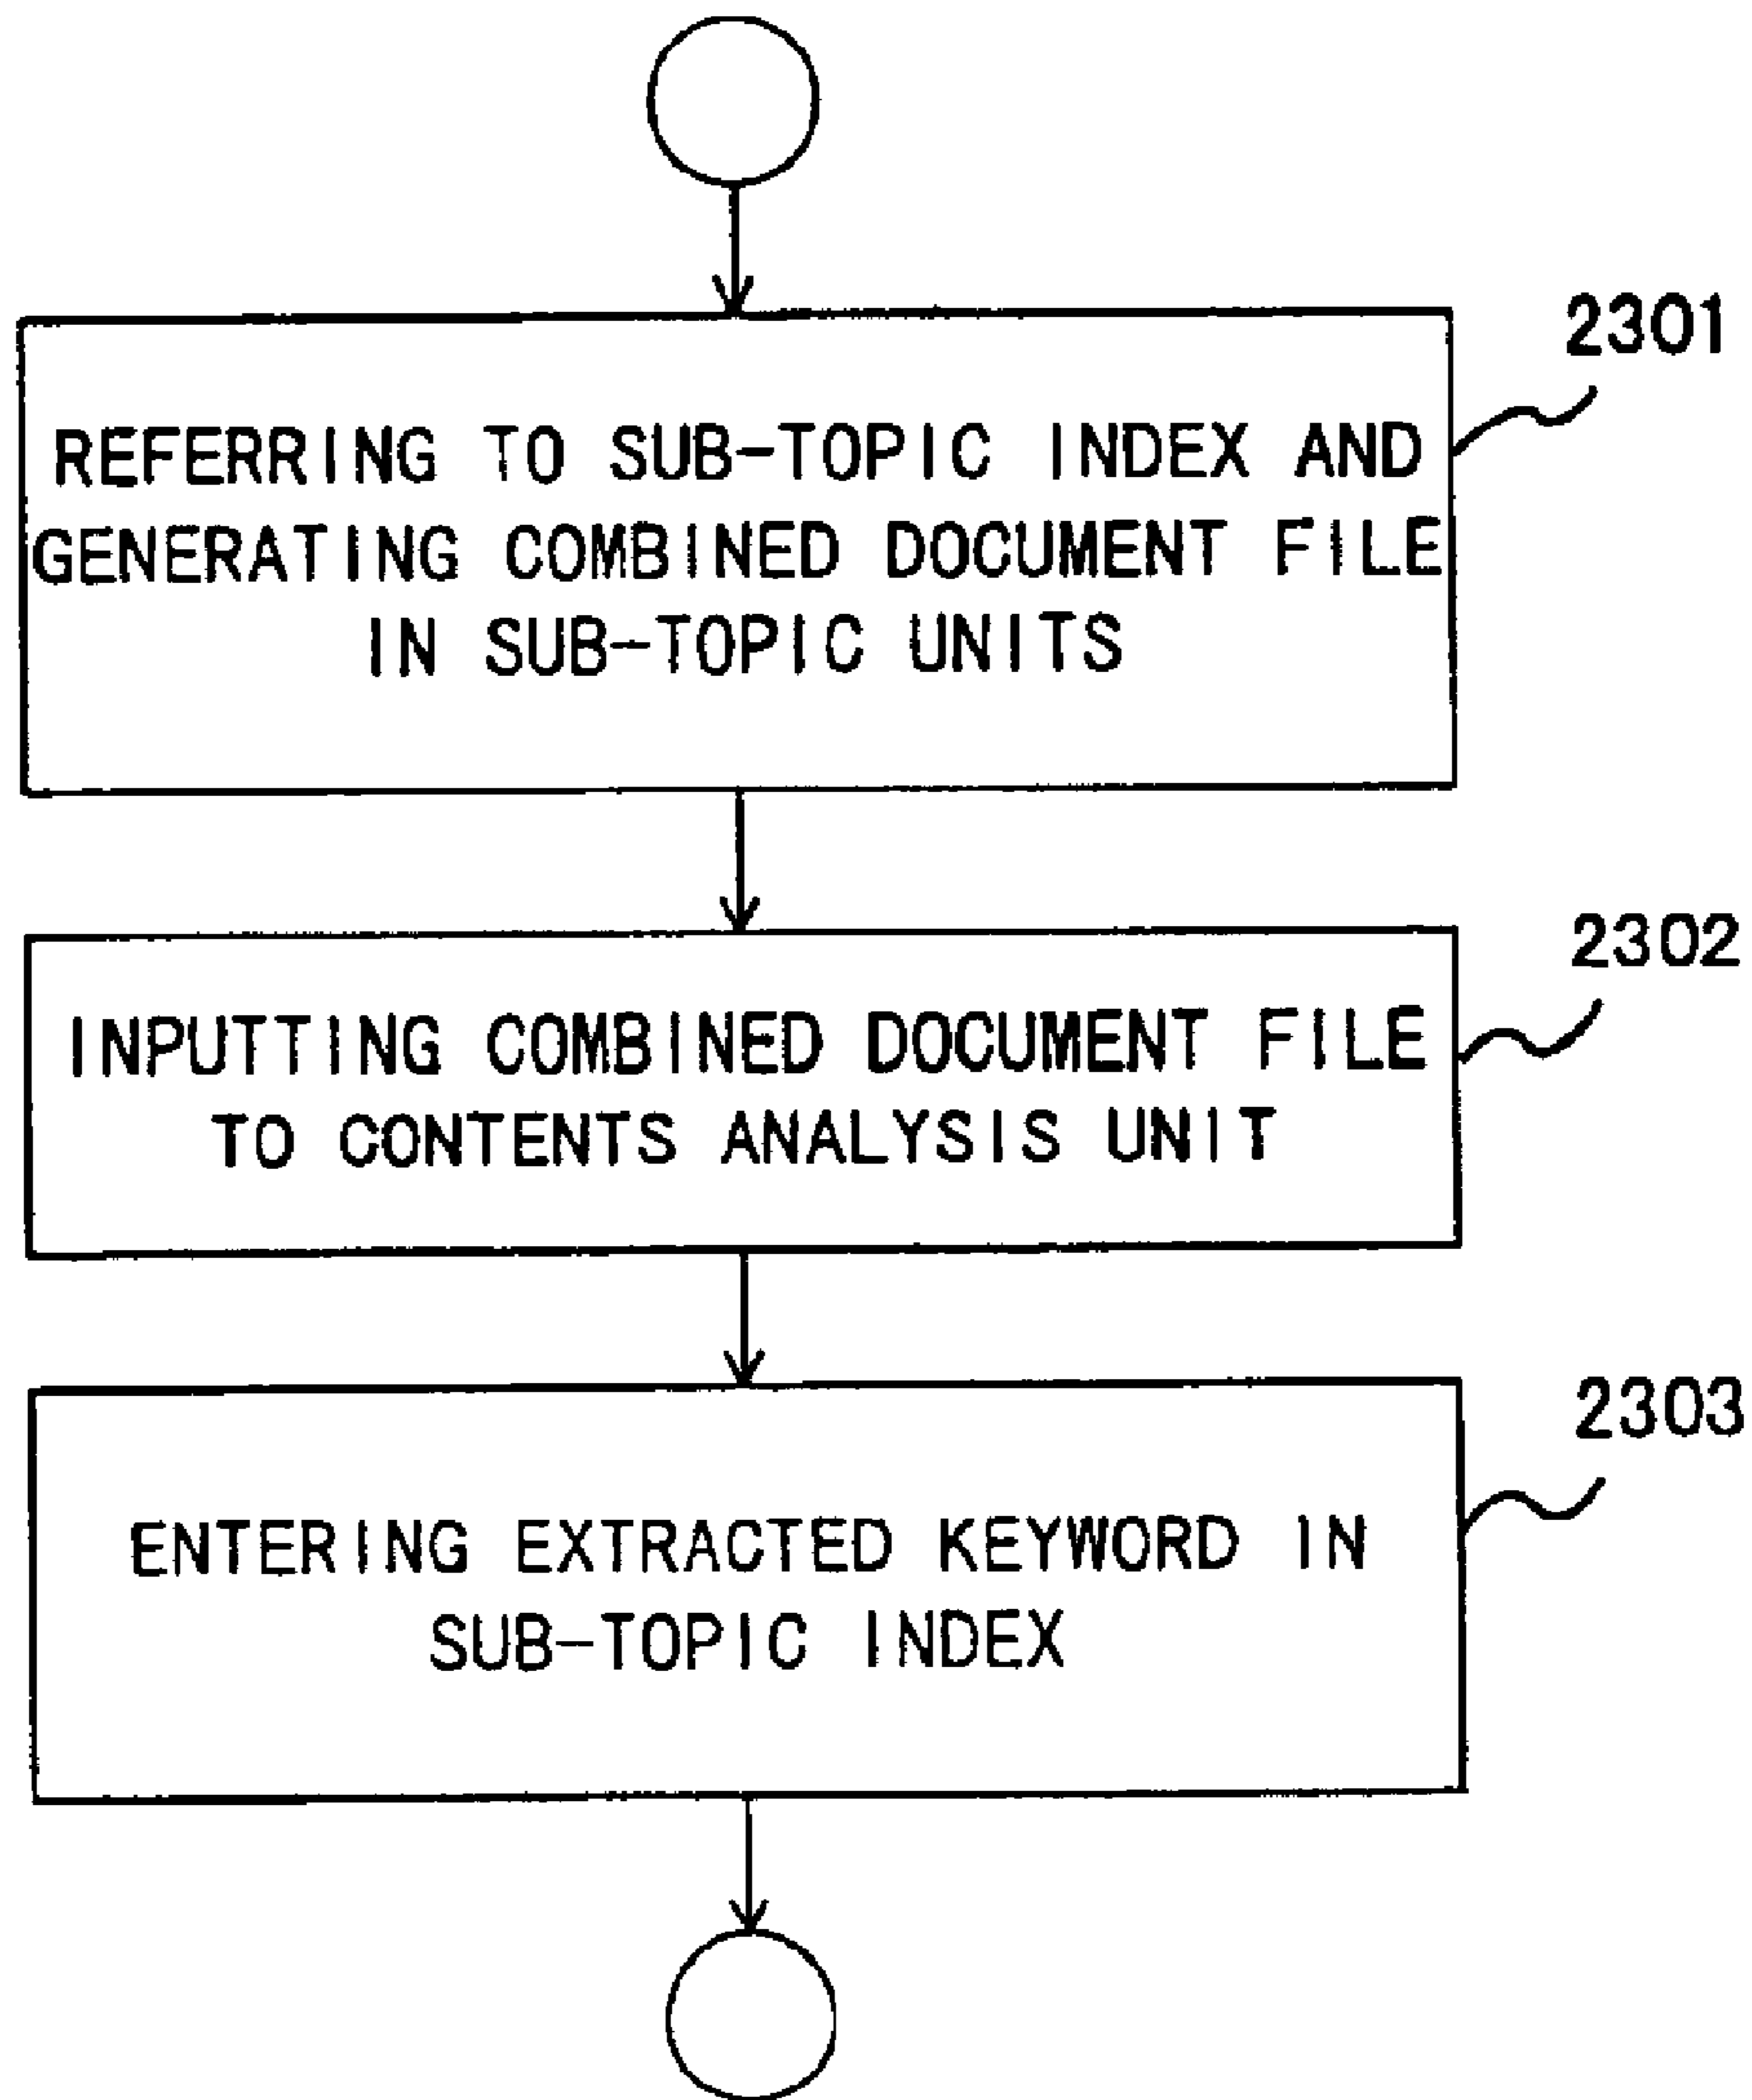 2301
REFERRING TO SUB-TOPIC INDEX AND
GENERATING COMBINED DOCUMENT FILE
IN SUB-TOPIC UNITS
2302
INPUTTING COMBINED DOCUMENT FILE
TO CONTENTS ANALYSIS UNIT
2303
ENTERING EXTRACTED KEYWORD IN
SUB-TOPIC INDEX